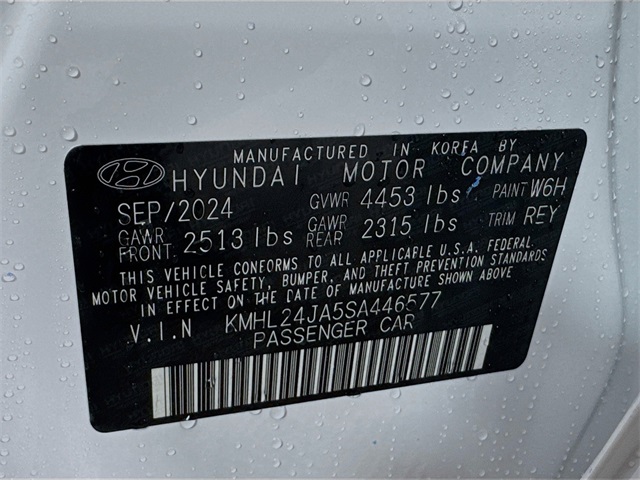 MANUFACTURED IN KOREA BY
HYUNDAI MOTOR COMPANY
SEP/2024 GVWR 4453 lbs PAINT W6H
GAWR FRONT 2513 lbs GAWR REAR 2315 lbs TRIM REY
THIS VEHICLE CONFORMS TO ALL APPLICABLE U.S.A. FEDERAL
MOTOR VEHICLE SAFETY, BUMPER, AND THEFT PREVENTION STANDARDS
IN EFFECT ON THE DATE OF MANUFACTURE SHOWN ABOVE
V.I.N KMHL24JA5SA446577
PASSENGER CAR